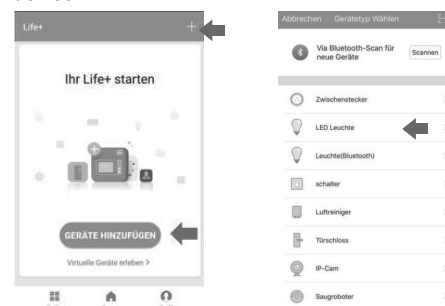 Life+
Ihr Life+ starten
GERÄTE HINZUFÜGEN
Virtuelle Geräte erleben >
Abbrechen Gerätetyp Wählen
Via Bluetooth-Scan für
neue Geräte
Scannen
Zwischenstecker
LED Leuchte
Leuchte(Bluetooth)
schalter
Luftreiniger
Türschloss
IP-Cam
Saugroboter